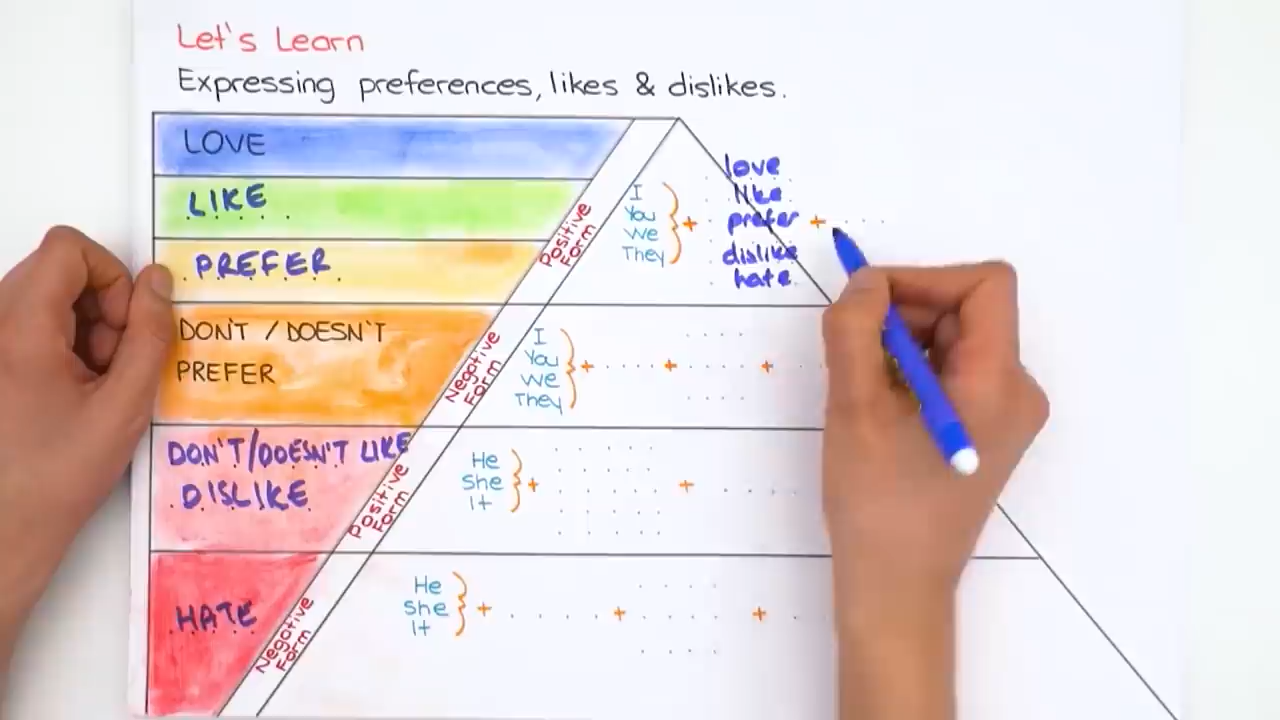 Let's Learn
Expressing preferences, likes & dislikes.
LOVE
LIKE
PREFER
DON'T / DOESN'T
PREFER
DON'T/DOESN'T LIKE
DISLIKE
HATE
Positive
Form
Negative
Form
Positive
Form
Negative
Form
I
You
We
They
+
love
like
prefer
dislike
hate
+
I
You
We
They
+ + +
He
She
It
+ +
He
She
It
+ + +